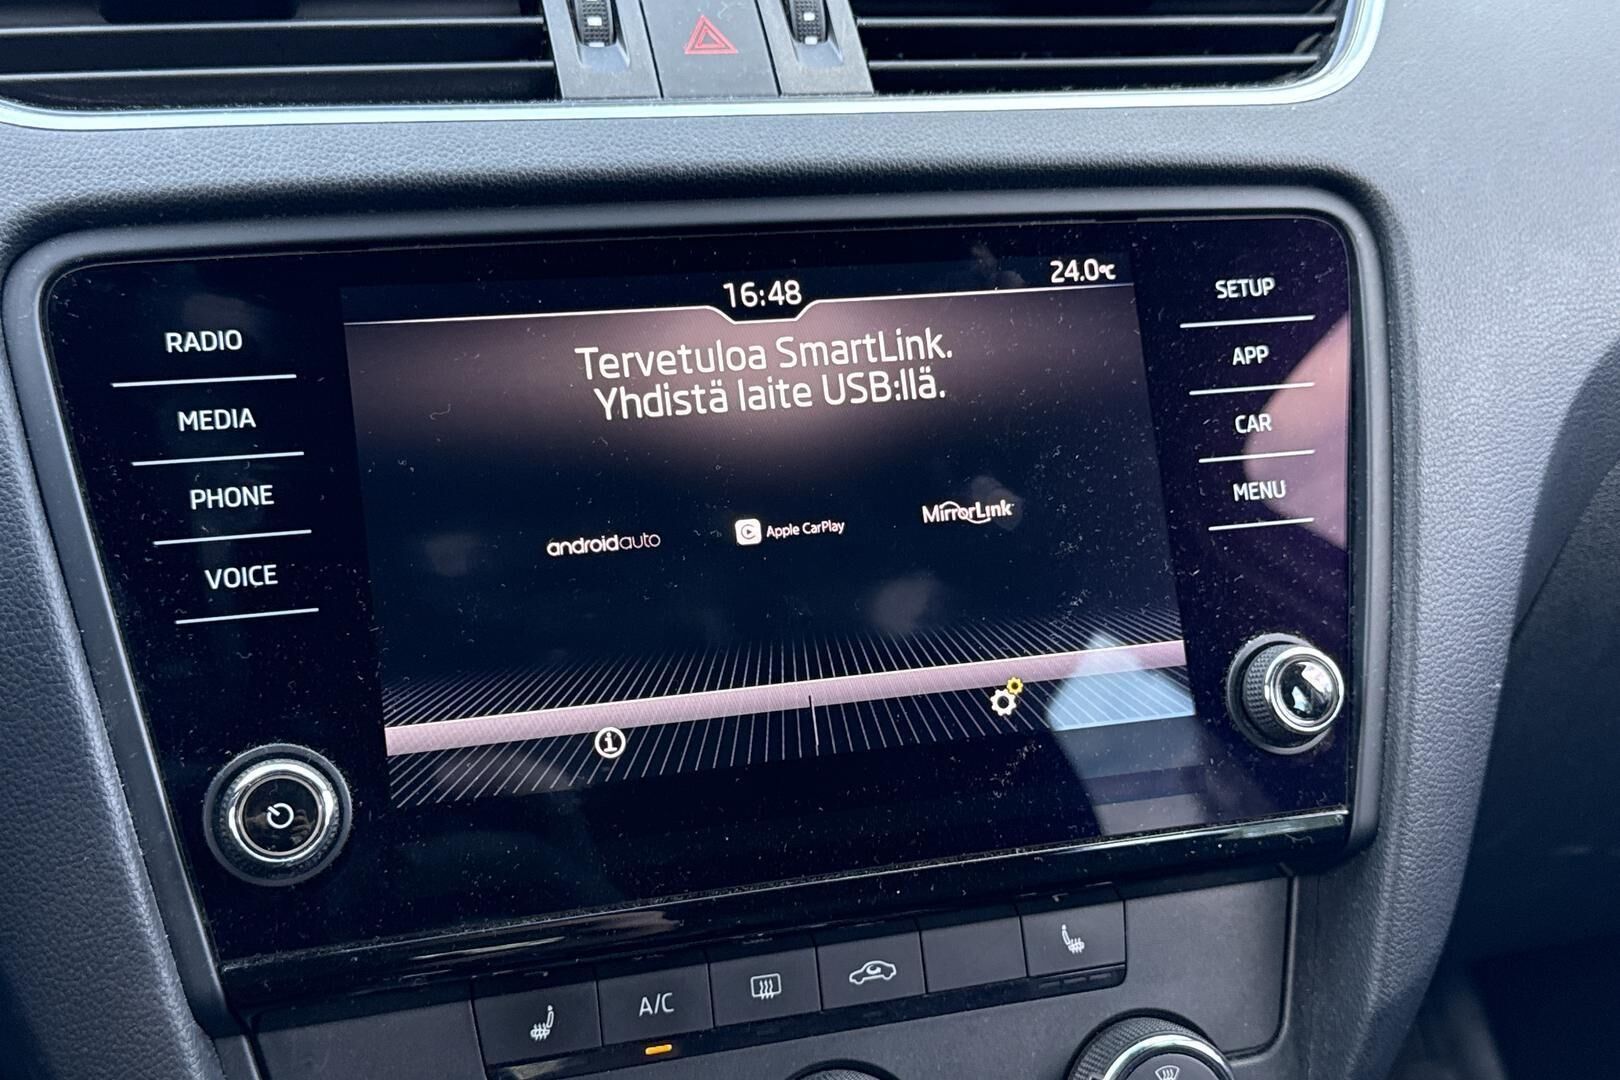 16:48
24.0°C
Tervetuloa SmartLink.
Yhdistä laite USB:llä.
androidauto
Apple CarPlay
MirrorLink
RADIO
MEDIA
PHONE
VOICE
SETUP
APP
CAR
MENU
A/C